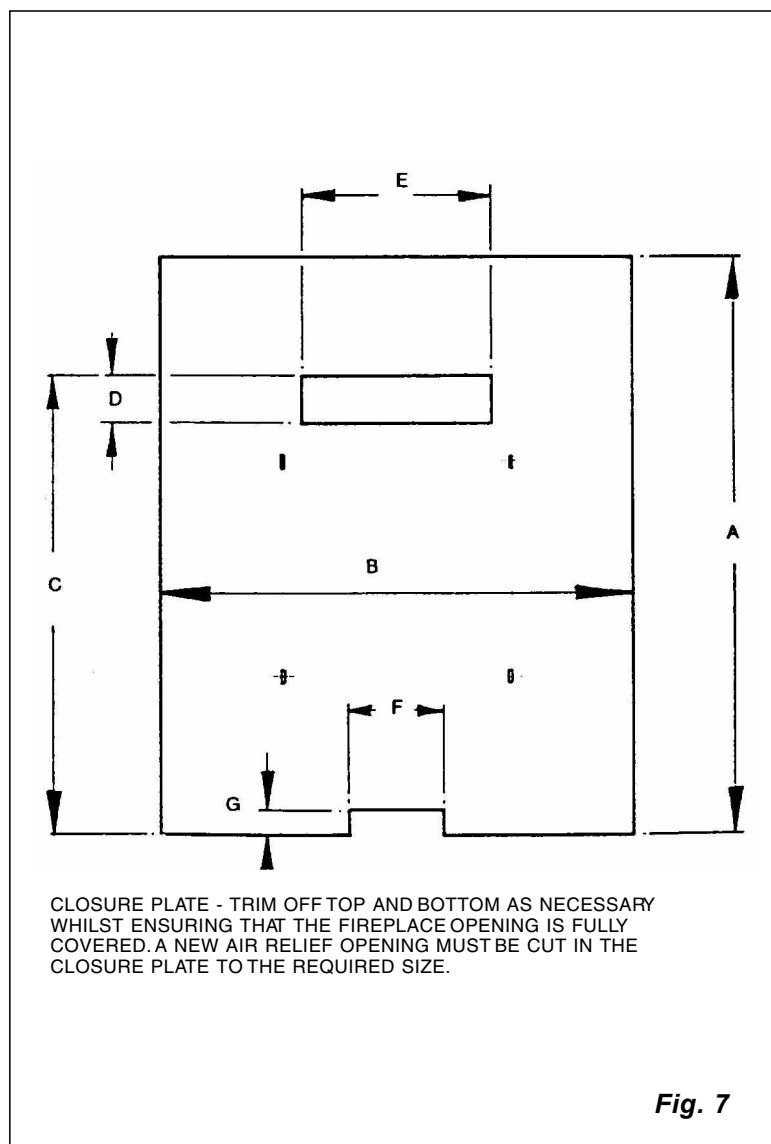 E
D
A
B
C
F
G
CLOSURE PLATE - TRIM OFF TOP AND BOTTOM AS NECESSARY
WHILST ENSURING THAT THE FIREPLACE OPENING IS FULLY
COVERED. A NEW AIR RELIEF OPENING MUST BE CUT IN THE
CLOSURE PLATE TO THE REQUIRED SIZE.
Fig. 7